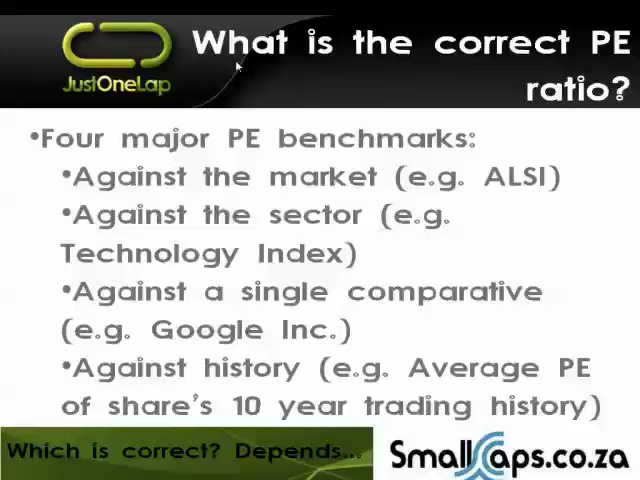 JustOneLap
What is the correct PE
ratio?
•Four major PE benchmarks:
•Against the market (e.g. ALSI)
•Against the sector (e.g.
Technology Index)
•Against a single comparative
(e.g. Google Inc.)
•Against history (e.g. Average PE
of share's 10 year trading history)
Which is correct? Depends...
SmallCaps.co.za